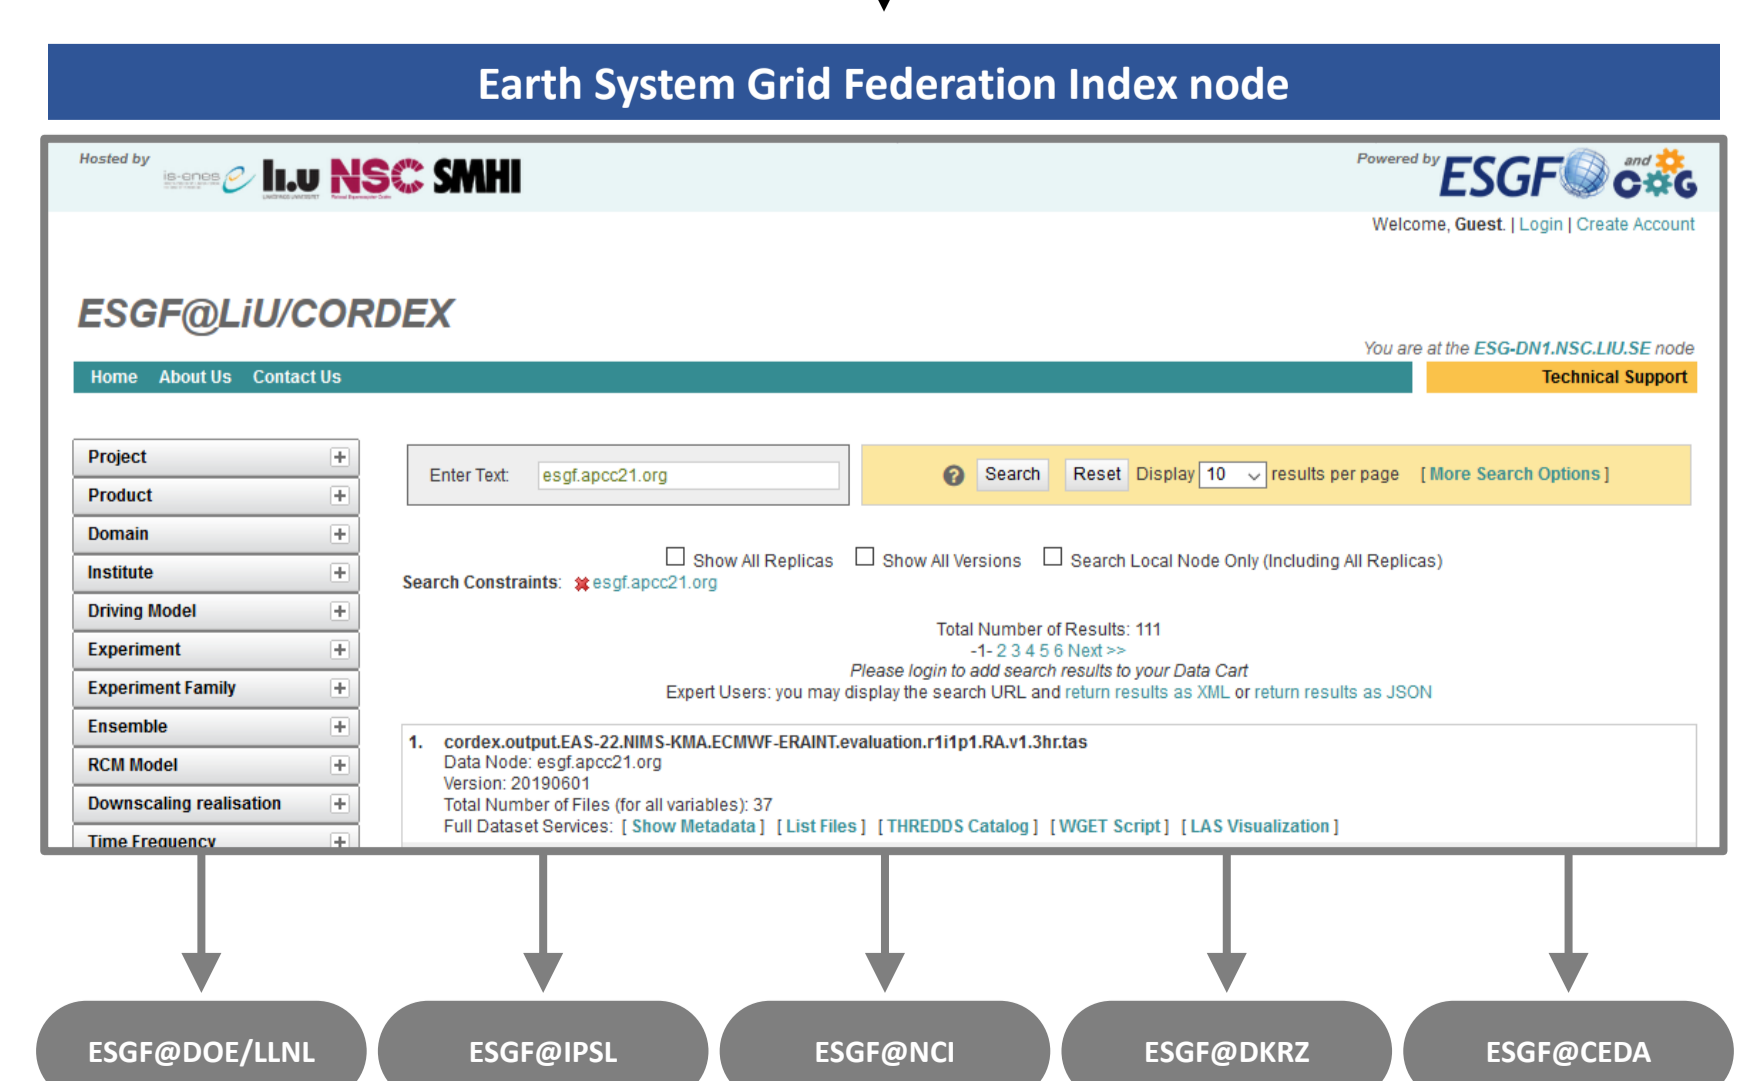 Earth System Grid Federation Index node
Hosted by
is-enes
li.u NSC SMHI
Powered by ESGF and CoG
Welcome, Guest. | Login | Create Account
ESGF@LiU/CORDEX
You are at the ESG-DN1.NSC.LIU.SE node
Home About Us Contact Us
Technical Support
Project
Product
Domain
Institute
Driving Model
Experiment
Experiment Family
Ensemble
RCM Model
Downscaling realisation
Time Frequency
Enter Text: esgf.apcc21.org
? Search Reset Display 10 results per page [ More Search Options ]
Show All Replicas Show All Versions Search Local Node Only (Including All Replicas)
Search Constraints: esgf.apcc21.org
Total Number of Results: 111
-1- 2 3 4 5 6 Next >>
Please login to add search results to your Data Cart
Expert Users: you may display the search URL and return results as XML or return results as JSON
1. cordex.output.EAS-22.NIMS-KMA.ECMWF-ERAINT.evaluation.r1i1p1.RA.v1.3hr.tas
Data Node: esgf.apcc21.org
Version: 20190601
Total Number of Files (for all variables): 37
Full Dataset Services: [ Show Metadata ] [ List Files ] [ THREDDS Catalog ] [ WGET Script ] [ LAS Visualization ]
ESGF@DOE/LLNL
ESGF@IPSL
ESGF@NCI
ESGF@DKRZ
ESGF@CEDA